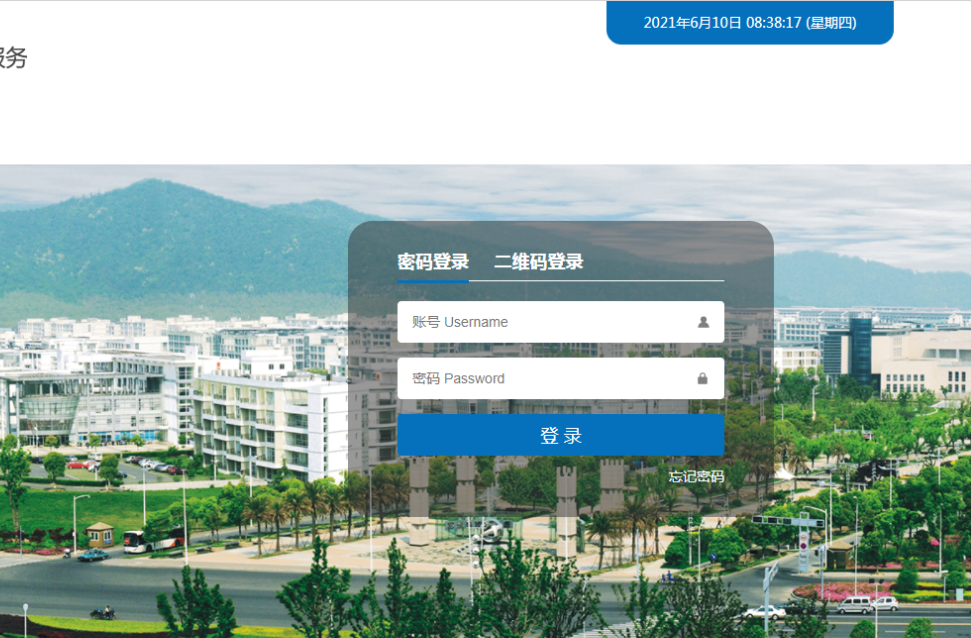 2021年6月10日 08:38:17 (星期四)
服务
密码登录 二维码登录
账号 Username
密码 Password
登 录
忘记密码